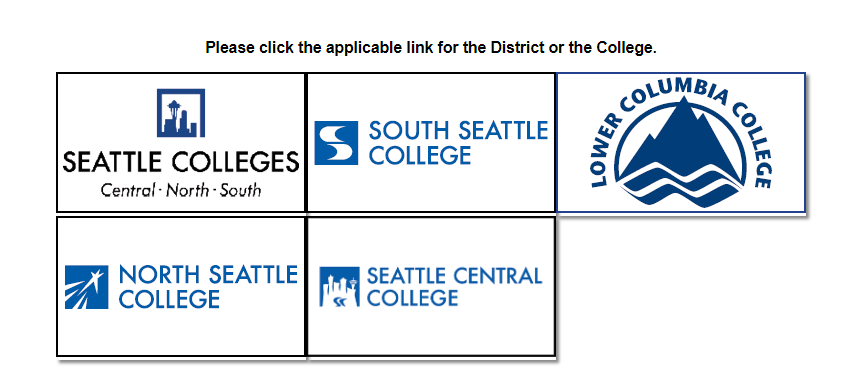 Please click the applicable link for the District or the College.
SEATTLE COLLEGES
Central · North · South
SOUTH SEATTLE
COLLEGE
LOWER COLUMBIA COLLEGE
NORTH SEATTLE
COLLEGE
SEATTLE CENTRAL
COLLEGE